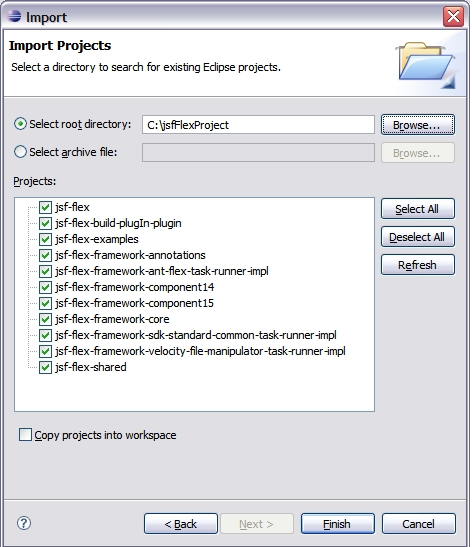 Import
Import Projects
Select a directory to search for existing Eclipse projects.
Select root directory: C:\jsfFlexProject Browse...
Select archive file: Browse...
Projects:
jsf-flex
jsf-flex-build-plugIn-plugin
jsf-flex-examples
jsf-flex-framework-annotations
jsf-flex-framework-ant-flex-task-runner-impl
jsf-flex-framework-component14
jsf-flex-framework-component15
jsf-flex-framework-core
jsf-flex-framework-sdk-standard-common-task-runner-impl
jsf-flex-framework-velocity-file-manipulator-task-runner-impl
jsf-flex-shared
Select All
Deselect All
Refresh
Copy projects into workspace
? < Back Next > Finish Cancel